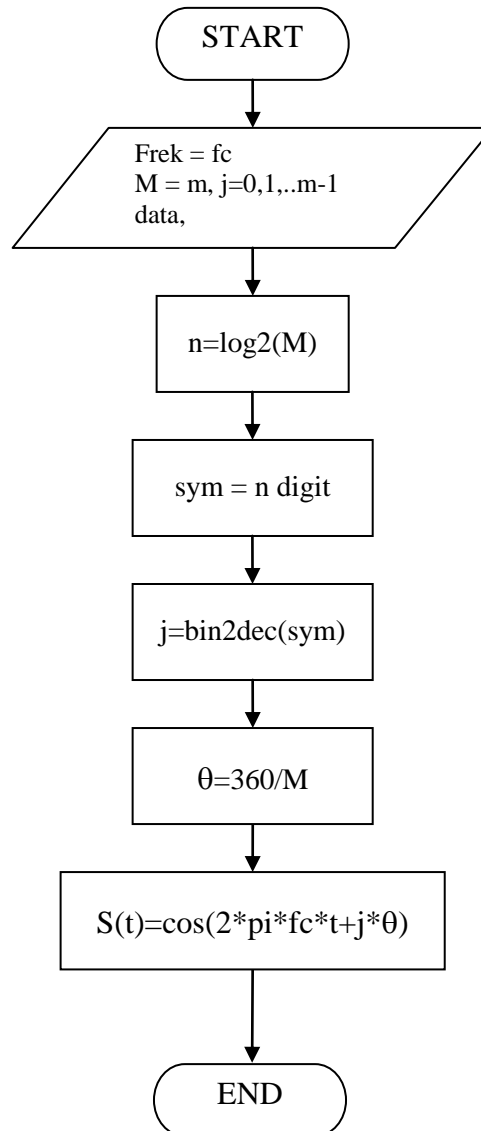 START
Frek = fc
M = m, j=0,1,..m-1
data,
n=log2(M)
sym = n digit
j=bin2dec(sym)
θ=360/M
S(t)=cos(2*pi*fc*t+j*θ)
END